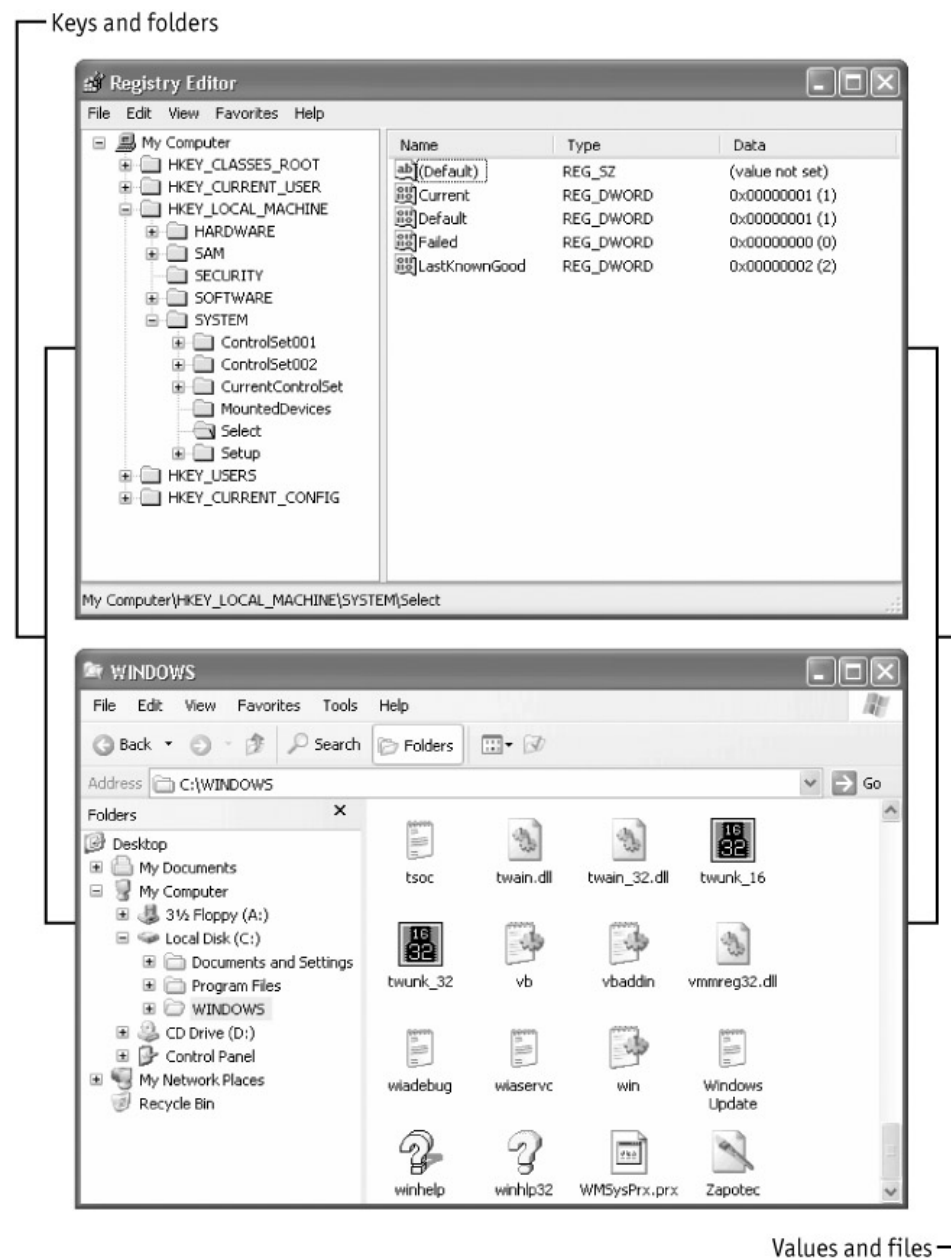 Keys and folders
Registry Editor
File Edit View Favorites Help
My Computer
HKEY_CLASSES_ROOT
HKEY_CURRENT_USER
HKEY_LOCAL_MACHINE
HARDWARE
SAM
SECURITY
SOFTWARE
SYSTEM
ControlSet001
ControlSet002
CurrentControlSet
MountedDevices
Select
Setup
HKEY_USERS
HKEY_CURRENT_CONFIG
Name Type Data
(Default) REG_SZ (value not set)
Current REG_DWORD 0x00000001 (1)
Default REG_DWORD 0x00000001 (1)
Failed REG_DWORD 0x00000000 (0)
LastKnownGood REG_DWORD 0x00000002 (2)
My Computer\HKEY_LOCAL_MACHINE\SYSTEM\Select
WINDOWS
File Edit View Favorites Tools Help
Back Search Folders
Address C:\WINDOWS Go
Folders
Desktop
My Documents
My Computer
3½ Floppy (A:)
Local Disk (C:)
Documents and Settings
Program Files
WINDOWS
CD Drive (D:)
Control Panel
My Network Places
Recycle Bin
tsoc twain.dll twain_32.dll twunk_16
twunk_32 vb vbaddin vmmreg32.dll
wiadebug wiaservc win Windows Update
winhelp winhlp32 WMSysPrx.prx Zapotec
Values and files